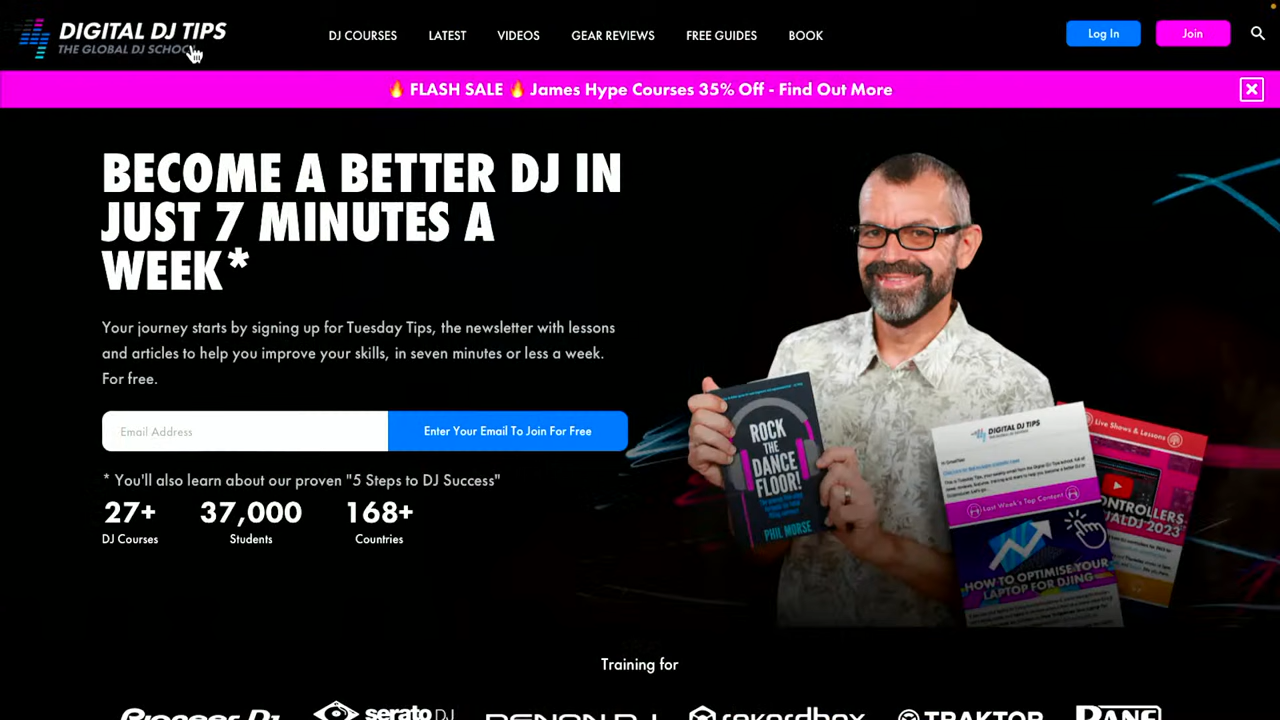 DIGITAL DJ TIPS
THE GLOBAL DJ SCHOOL
DJ COURSES
LATEST
VIDEOS
GEAR REVIEWS
FREE GUIDES
BOOK
Log In
Join
🔥 FLASH SALE 🔥 James Hype Courses 35% Off - Find Out More
BECOME A BETTER DJ IN
JUST 7 MINUTES A
WEEK*
Your journey starts by signing up for Tuesday Tips, the newsletter with lessons
and articles to help you improve your skills, in seven minutes or less a week.
For free.
Email Address
Enter Your Email To Join For Free
* You'll also learn about our proven "5 Steps to DJ Success"
27+
DJ Courses
37,000
Students
168+
Countries
ROCK
THE
DANCE
FLOOR!
PHIL MORSE
DIGITAL DJ TIPS
Last Week's Top Content
HOW TO OPTIMISE YOUR
LAPTOP FOR DJING
Live Shows & Lessons
2023
Training for
Pioneer DJ
serato DJ
DENON DJ
rekordbox
TRAKTOR
RANE